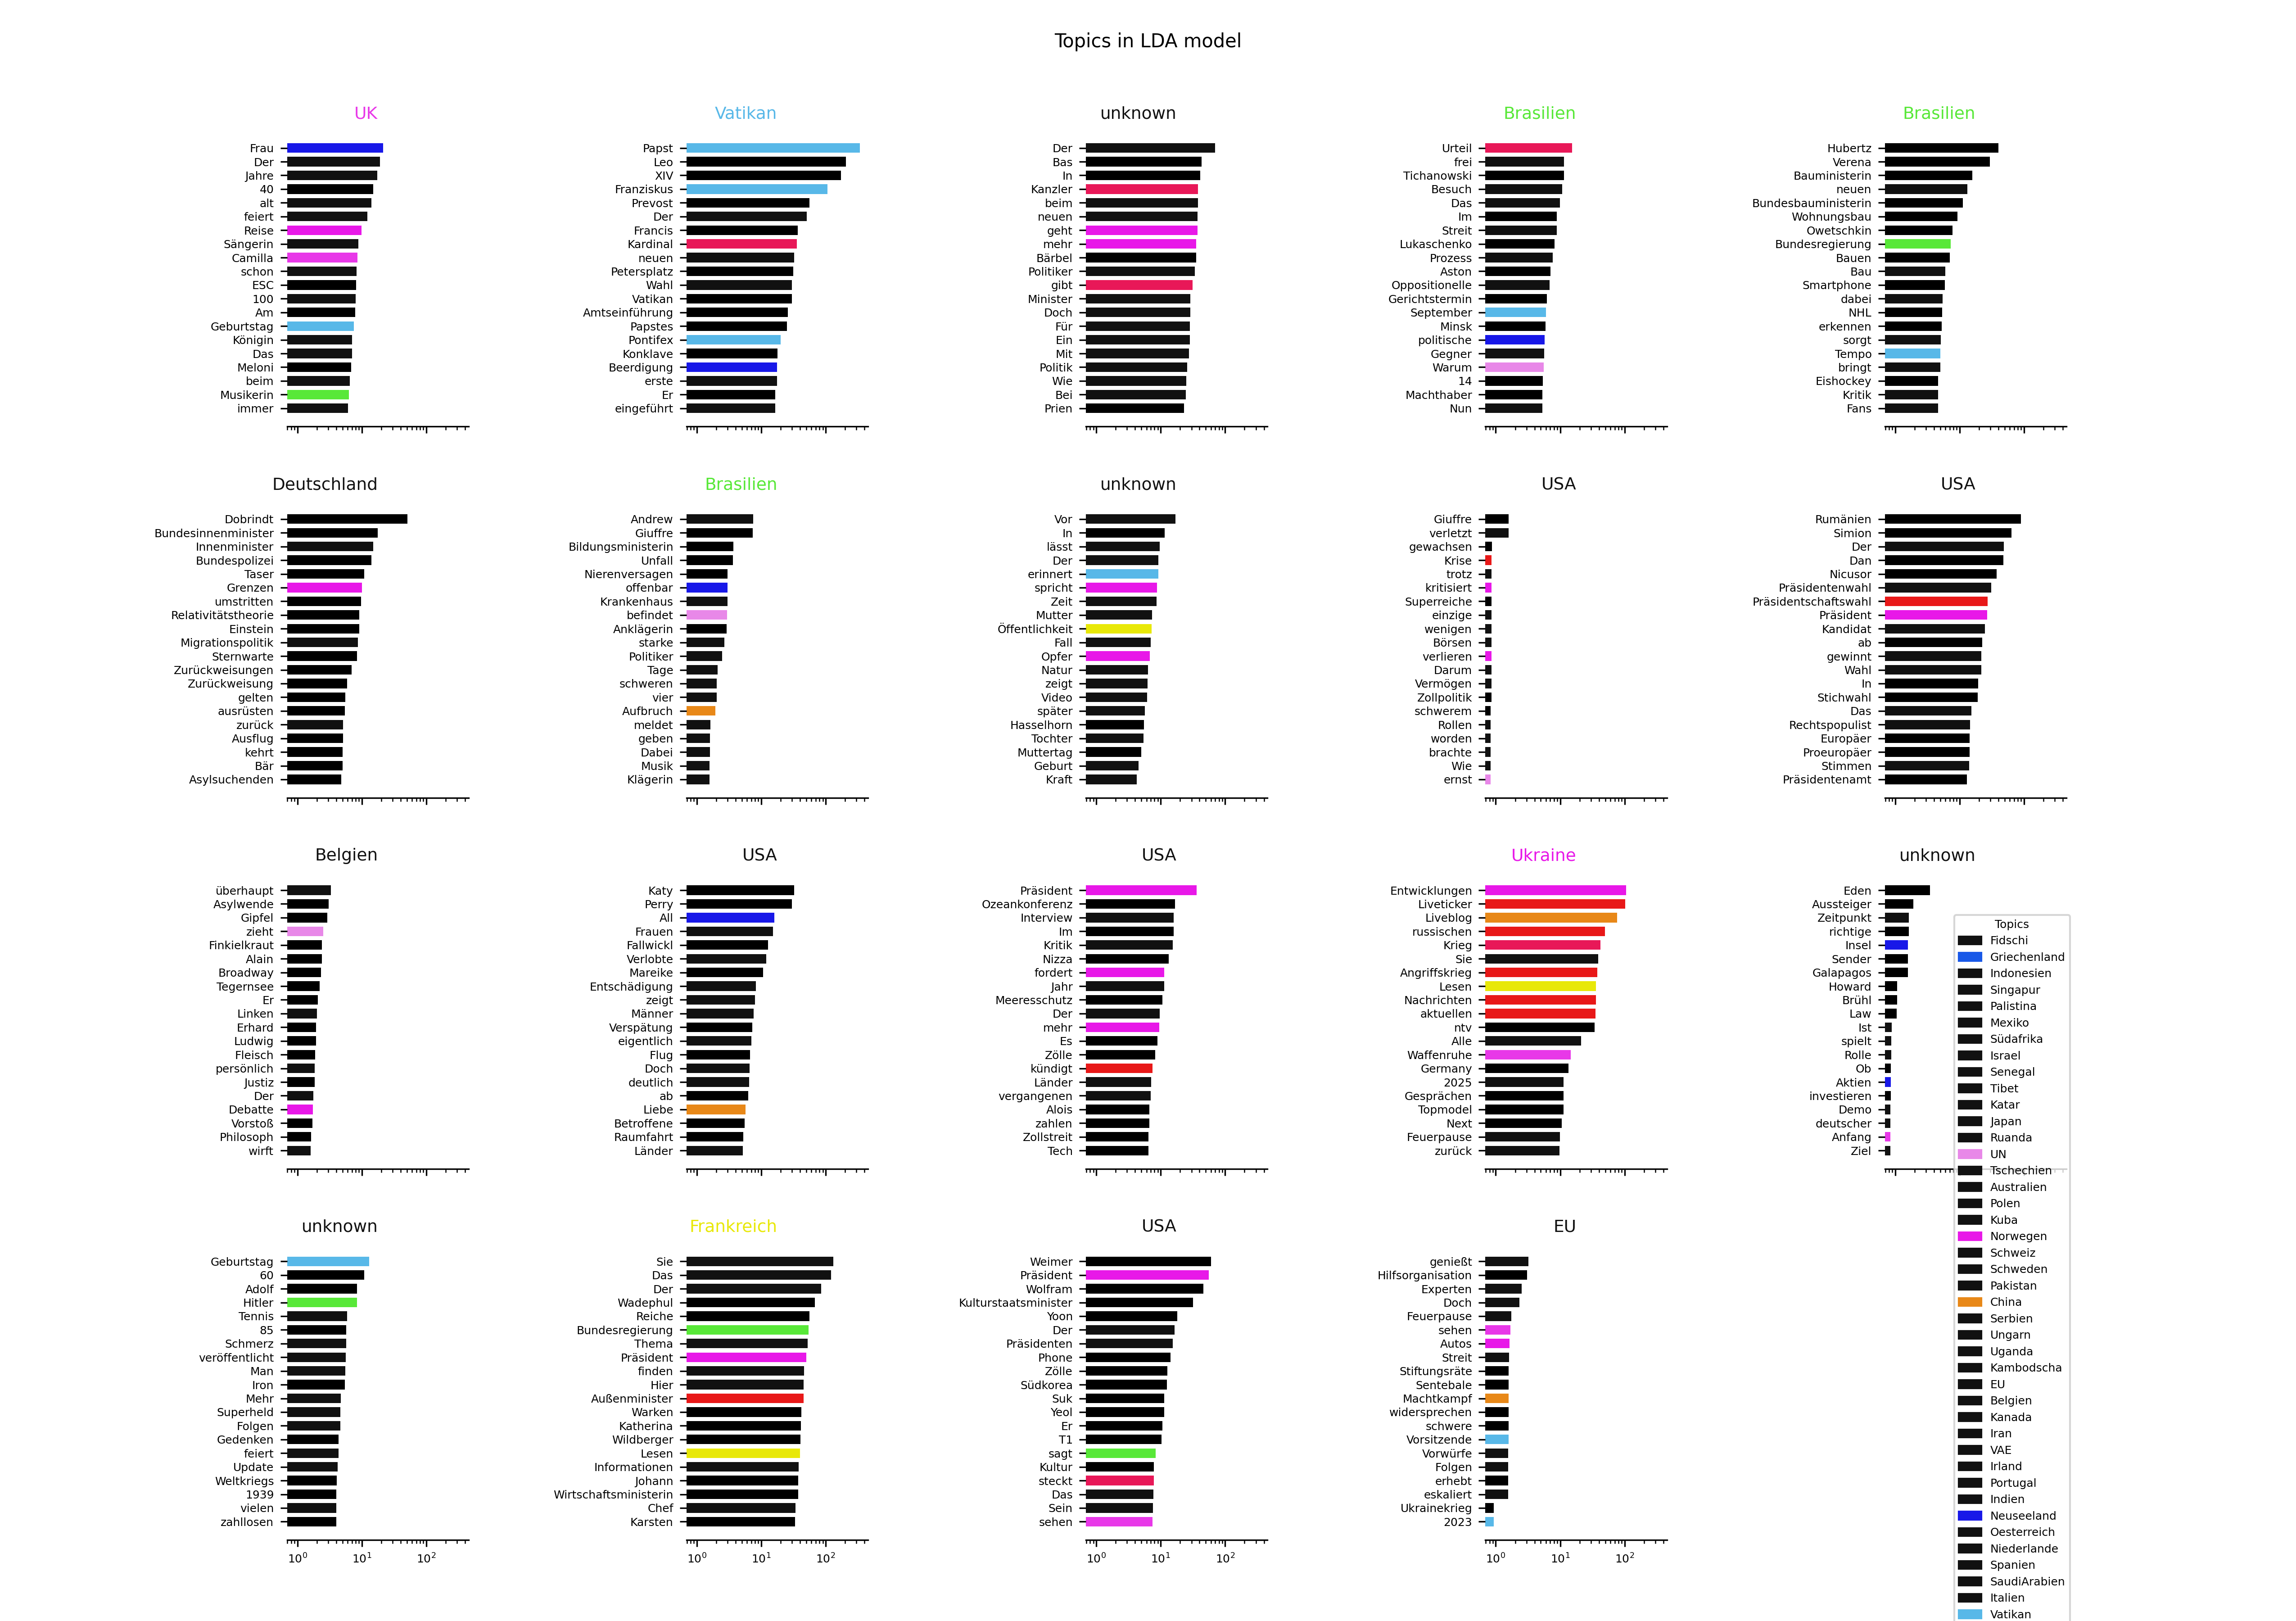 Topics in LDA model
UK
Frau
Der
Jahre
40
alt
feiert
Reise
Sängerin
Camilla
schon
ESC
100
Am
Geburtstag
Königin
Das
Meloni
beim
Musikerin
immer
Vatikan
Papst
Leo
XIV
Franziskus
Prevost
Der
Francis
Kardinal
neuen
Petersplatz
Wahl
Vatikan
Amtseinführung
Papstes
Pontifex
Konklave
Beerdigung
erste
Er
eingeführt
unknown
Der
Bas
In
Kanzler
beim
neuen
geht
mehr
Bärbel
Politiker
gibt
Minister
Doch
Für
Ein
Mit
Politik
Wie
Bei
Prien
Brasilien
Urteil
frei
Tichanowski
Besuch
Das
Im
Streit
Lukaschenko
Prozess
Aston
Oppositionelle
Gerichtstermin
September
Minsk
politische
Gegner
Warum
14
Machthaber
Nun
Brasilien
Hubertz
Verena
Bauministerin
neuen
Bundesbauministerin
Wohnungsbau
Owetschkin
Bundesregierung
Bauen
Bau
Smartphone
dabei
NHL
erkennen
sorgt
Tempo
bringt
Eishockey
Kritik
Fans
Deutschland
Dobrindt
Bundesinnenminister
Innenminister
Bundespolizei
Taser
Grenzen
umstritten
Relativitätstheorie
Einstein
Migrationspolitik
Sternwarte
Zurückweisungen
Zurückweisung
gelten
ausrüsten
zurück
Ausflug
kehrt
Bär
Asylsuchenden
Brasilien
Andrew
Giuffre
Bildungsministerin
Unfall
Nierenversagen
offenbar
Krankenhaus
befindet
Anklägerin
starke
Politiker
Tage
schweren
vier
Aufbruch
meldet
geben
Dabei
Musik
Klägerin
unknown
Vor
In
lässt
Der
erinnert
spricht
Zeit
Mutter
Öffentlichkeit
Fall
Opfer
Natur
zeigt
Video
später
Hasselhorn
Tochter
Muttertag
Geburt
Kraft
USA
Giuffre
verletzt
gewachsen
Krise
trotz
kritisiert
Superreiche
einzige
wenigen
Börsen
verlieren
Darum
Vermögen
Zollpolitik
schwerem
Rollen
worden
brachte
Wie
ernst
USA
Rumänien
Simion
Der
Dan
Nicusor
Präsidentenwahl
Präsidentschaftswahl
Präsident
Kandidat
ab
gewinnt
Wahl
In
Stichwahl
Das
Rechtspopulist
Europäer
Proeuropäer
Stimmen
Präsidentenamt
Belgien
überhaupt
Asylwende
Gipfel
zieht
Finkielkraut
Alain
Broadway
Tegernsee
Er
Linken
Erhard
Ludwig
Fleisch
persönlich
Justiz
Der
Debatte
Vorstoß
Philosoph
wirft
USA
Katy
Perry
All
Frauen
Fallwickl
Verlobte
Mareike
Entschädigung
zeigt
Männer
Verspätung
eigentlich
Flug
Doch
deutlich
ab
Liebe
Betroffene
Raumfahrt
Länder
USA
Präsident
Ozeankonferenz
Interview
Im
Kritik
Nizza
fordert
Jahr
Meeresschutz
Der
mehr
Es
Zölle
kündigt
Länder
vergangenen
Alois
zahlen
Zollstreit
Tech
Ukraine
Entwicklungen
Liveticker
Liveblog
russischen
Krieg
Sie
Angriffskrieg
Lesen
Nachrichten
aktuellen
ntv
Alle
Waffenruhe
Germany
2025
Gesprächen
Topmodel
Next
Feuerpause
zurück
unknown
Eden
Aussteiger
Zeitpunkt
richtige
Insel
Sender
Galapagos
Howard
Brühl
Law
Ist
spielt
Rolle
Ob
Aktien
investieren
Demo
deutscher
Anfang
Ziel
unknown
Geburtstag
60
Adolf
Hitler
Tennis
85
Schmerz
veröffentlicht
Man
Iron
Mehr
Superheld
Folgen
Gedenken
feiert
Update
Weltkriegs
1939
vielen
zahllosen
10⁰ 10¹ 10²
Frankreich
Sie
Das
Der
Wadephul
Reiche
Bundesregierung
Thema
Präsident
finden
Hier
Außenminister
Warken
Katherina
Wildberger
Lesen
Informationen
Johann
Wirtschaftsministerin
Chef
Karsten
10⁰ 10¹ 10²
USA
Weimer
Präsident
Wolfram
Kulturstaatsminister
Yoon
Der
Präsidenten
Phone
Zölle
Südkorea
Suk
Yeol
Er
T1
sagt
Kultur
steckt
Das
Sein
sehen
10⁰ 10¹ 10²
EU
genießt
Hilfsorganisation
Experten
Doch
Feuerpause
sehen
Autos
Streit
Stiftungsräte
Sentebale
Machtkampf
widersprechen
schwere
Vorsitzende
Vorwürfe
Folgen
erhebt
eskaliert
Ukrainekrieg
2023
10⁰ 10¹ 10²
Topics
Fidschi
Griechenland
Indonesien
Singapur
Palistina
Mexiko
Südafrika
Israel
Senegal
Tibet
Katar
Japan
Ruanda
UN
Tschechien
Australien
Polen
Kuba
Norwegen
Schweiz
Schweden
Pakistan
China
Serbien
Ungarn
Uganda
Kambodscha
EU
Belgien
Kanada
Iran
VAE
Irland
Portugal
Indien
Neuseeland
Oesterreich
Niederlande
Spanien
SaudiArabien
Italien
Vatikan